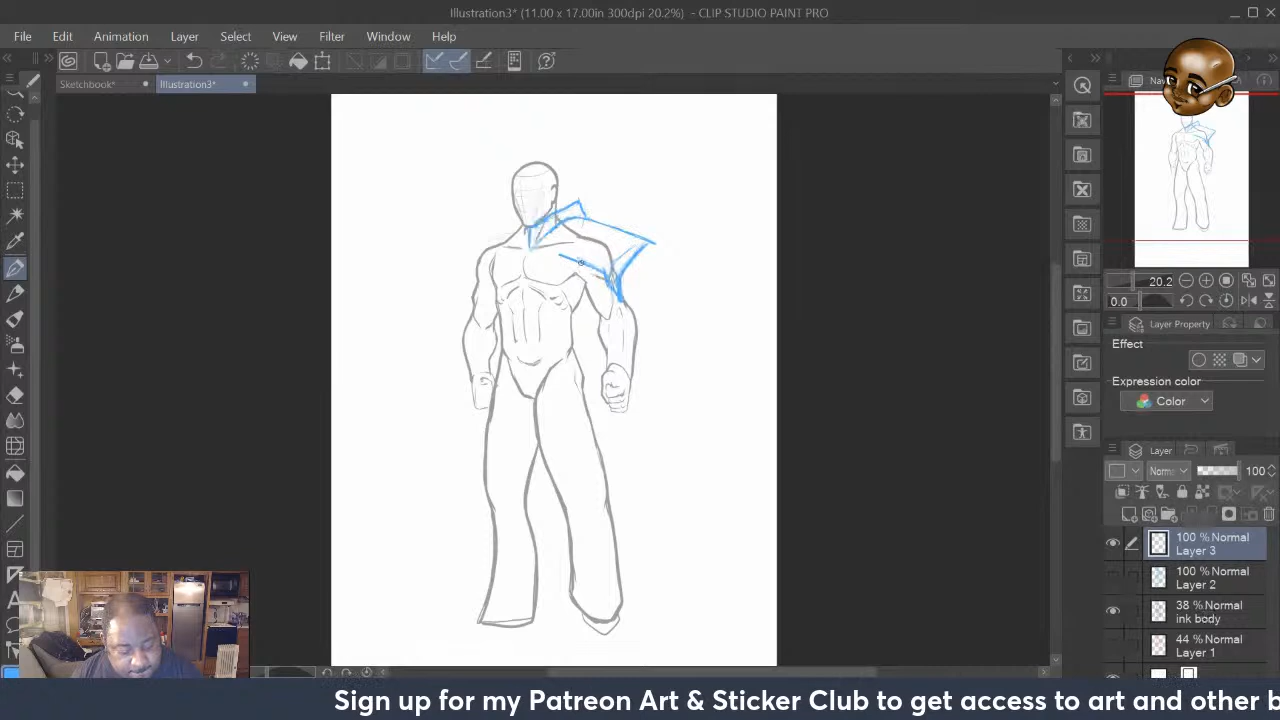 Illustration3* (11.00 x 17.00in 300dpi 20.2%) - CLIP STUDIO PAINT PRO
File Edit Animation Layer Select View Filter Window Help
Sketchbook* Illustration3*
20.2
0.0
Layer Property
Effect
Expression color
Color
Layer
100
100 % Normal
Layer 3
100 % Normal
Layer 2
38 % Normal
ink body
44 % Normal
Layer 1
Sign up for my Patreon Art & Sticker Club to get access to art and other b